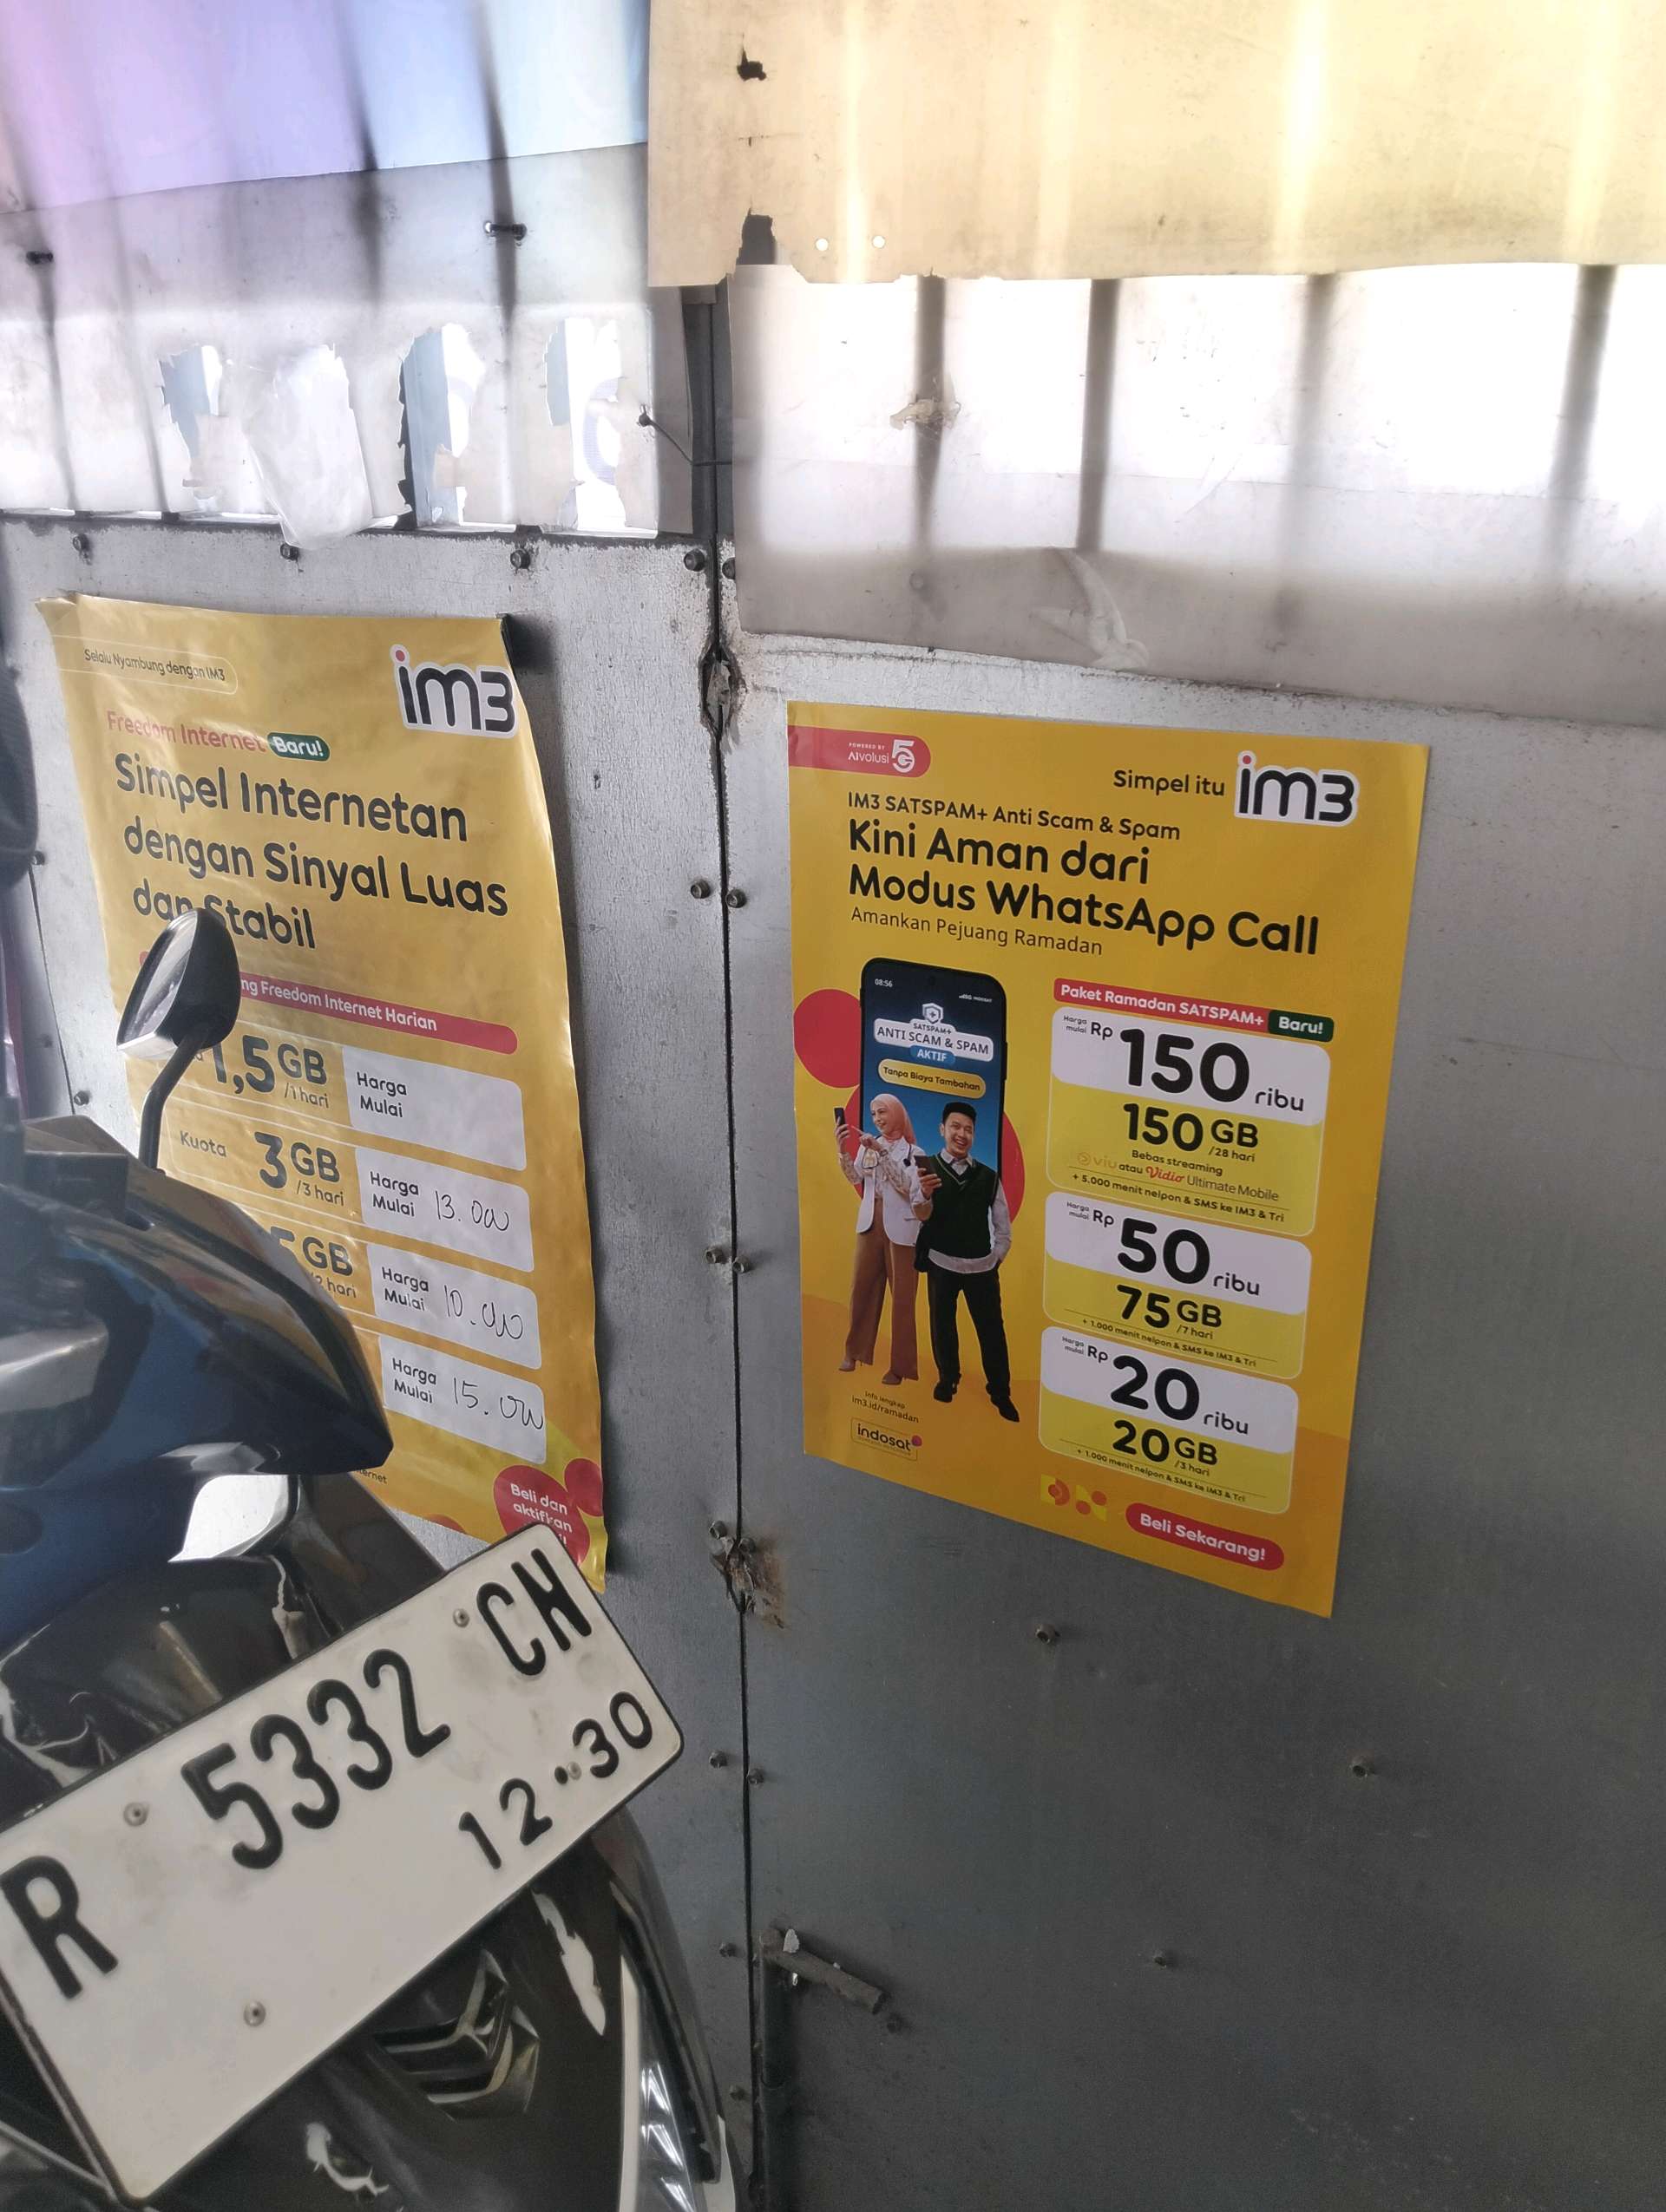 Selalu Nyambung dengan IM3
im3
Freedom Internet Baru!
Simpel Internetan
dengan Sinyal Luas
dan Stabil
Freedom Internet Harian
1,5 GB
/1 hari
Harga
Mulai
Kuota
3 GB
/3 hari
Harga
Mulai
13.000
5 GB
hari
Harga
Mulai
10.000
Harga
Mulai
15.000
Beli dan
aktifkan
POWERED BY
AIvolusi 5G
Simpel itu im3
IM3 SATSPAM+ Anti Scam & Spam
Kini Aman dari
Modus WhatsApp Call
Amankan Pejuang Ramadan
08:56
SATSPAM+
ANTI SCAM & SPAM
AKTIF
Tanpa Biaya Tambahan
Paket Ramadan SATSPAM+ Baru!
Harga
mulai Rp 150 ribu
150 GB
/28 hari
Bebas streaming
viu atau Vidio Ultimate Mobile
+ 5.000 menit nelpon & SMS ke IM3 & Tri
Harga
mulai Rp 50 ribu
75 GB
/7 hari
+ 1.000 menit nelpon & SMS ke IM3 & Tri
Harga
mulai Rp 20 ribu
20 GB
/3 hari
+ 1.000 menit nelpon & SMS ke IM3 & Tri
Info lengkap
im3.id/ramadan
indosat
Beli Sekarang!
R 5332 CN
12·30